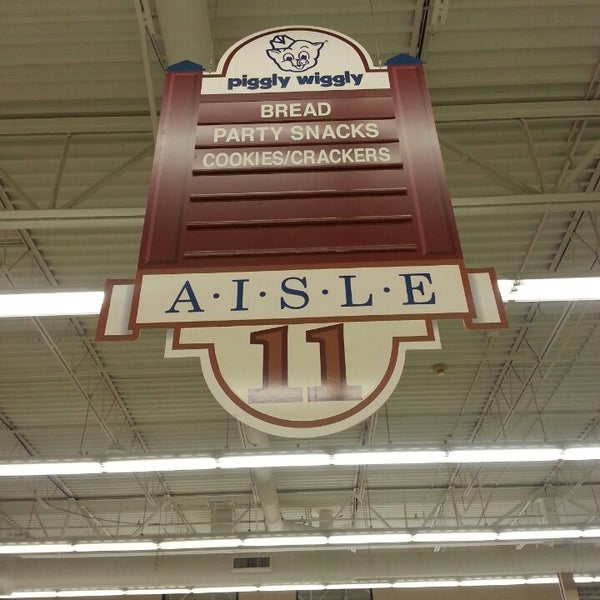 piggly wiggly
BREAD
PARTY SNACKS
COOKIES/CRACKERS
A·I·S·L·E
11